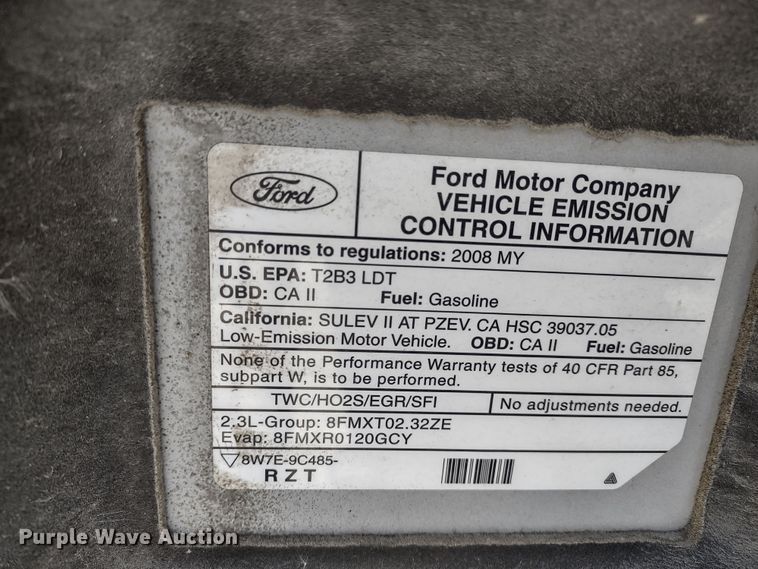 Ford
Ford Motor Company
VEHICLE EMISSION
CONTROL INFORMATION
Conforms to regulations: 2008 MY
U.S. EPA: T2B3 LDT
OBD: CA II Fuel: Gasoline
California: SULEV II AT PZEV. CA HSC 39037.05
Low-Emission Motor Vehicle. OBD: CA II Fuel: Gasoline
None of the Performance Warranty tests of 40 CFR Part 85,
subpart W, is to be performed.
TWC/HO2S/EGR/SFI No adjustments needed.
2.3L-Group: 8FMXT02.32ZE
Evap: 8FMXR0120GCY
8W7E-9C485-
R Z T
Purple Wave Auction